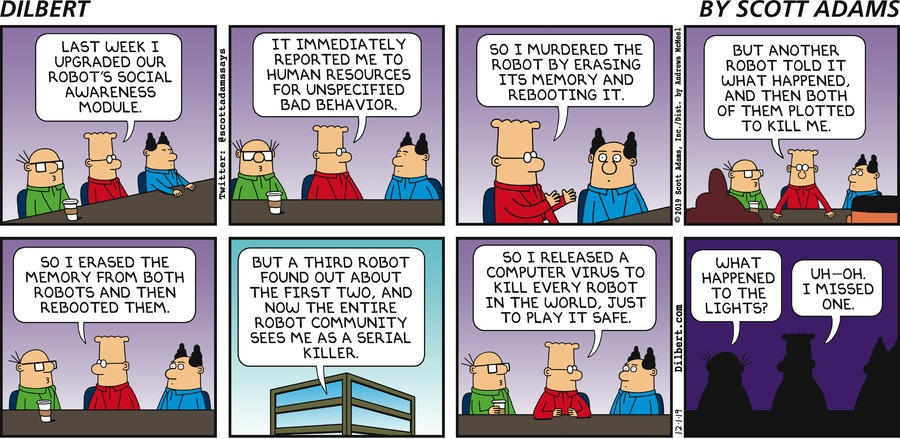 DILBERT
BY SCOTT ADAMS
LAST WEEK I
UPGRADED OUR
ROBOT'S SOCIAL
AWARENESS
MODULE.
Twitter: @scottadamssays
IT IMMEDIATELY
REPORTED ME TO
HUMAN RESOURCES
FOR UNSPECIFIED
BAD BEHAVIOR.
SO I MURDERED THE
ROBOT BY ERASING
ITS MEMORY AND
REBOOTING IT.
©2019 Scott Adams, Inc./Dist. by Andrews McMeel
BUT ANOTHER
ROBOT TOLD IT
WHAT HAPPENED,
AND THEN BOTH
OF THEM PLOTTED
TO KILL ME.
SO I ERASED THE
MEMORY FROM BOTH
ROBOTS AND THEN
REBOOTED THEM.
BUT A THIRD ROBOT
FOUND OUT ABOUT
THE FIRST TWO, AND
NOW THE ENTIRE
ROBOT COMMUNITY
SEES ME AS A SERIAL
KILLER.
SO I RELEASED A
COMPUTER VIRUS TO
KILL EVERY ROBOT
IN THE WORLD, JUST
TO PLAY IT SAFE.
12-1-19
Dilbert.com
WHAT
HAPPENED
TO THE
LIGHTS?
UH-OH.
I MISSED
ONE.